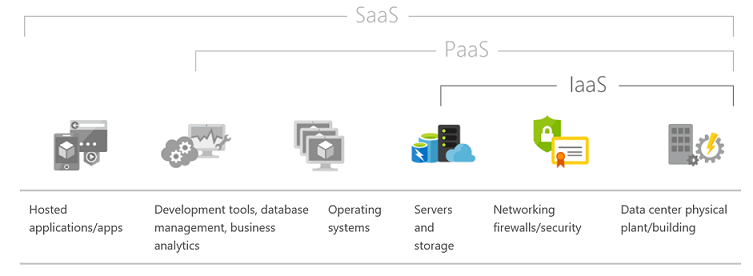 SaaS
PaaS
IaaS
Hosted
applications/apps
Development tools, database
management, business
analytics
Operating
systems
Servers
and
storage
Networking
firewalls/security
Data center physical
plant/building